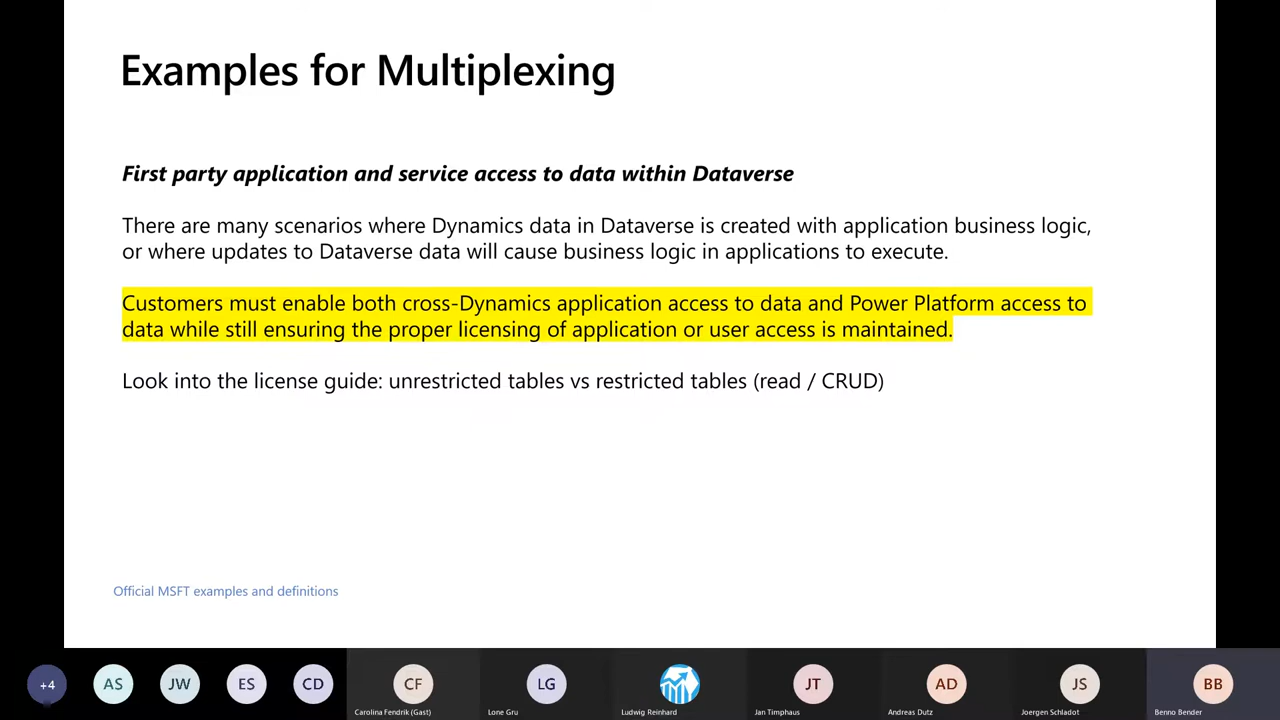 Examples for Multiplexing
First party application and service access to data within Dataverse
There are many scenarios where Dynamics data in Dataverse is created with application business logic,
or where updates to Dataverse data will cause business logic in applications to execute.
Customers must enable both cross-Dynamics application access to data and Power Platform access to
data while still ensuring the proper licensing of application or user access is maintained.
Look into the license guide: unrestricted tables vs restricted tables (read / CRUD)
Official MSFT examples and definitions
+4 AS JW ES CD CF LG JT AD JS BB
Carolina Fendrik (Gast) Lone Gru Ludwig Reinhard Jan Timphaus Andreas Dutz Joergen Schladot Benno Bender